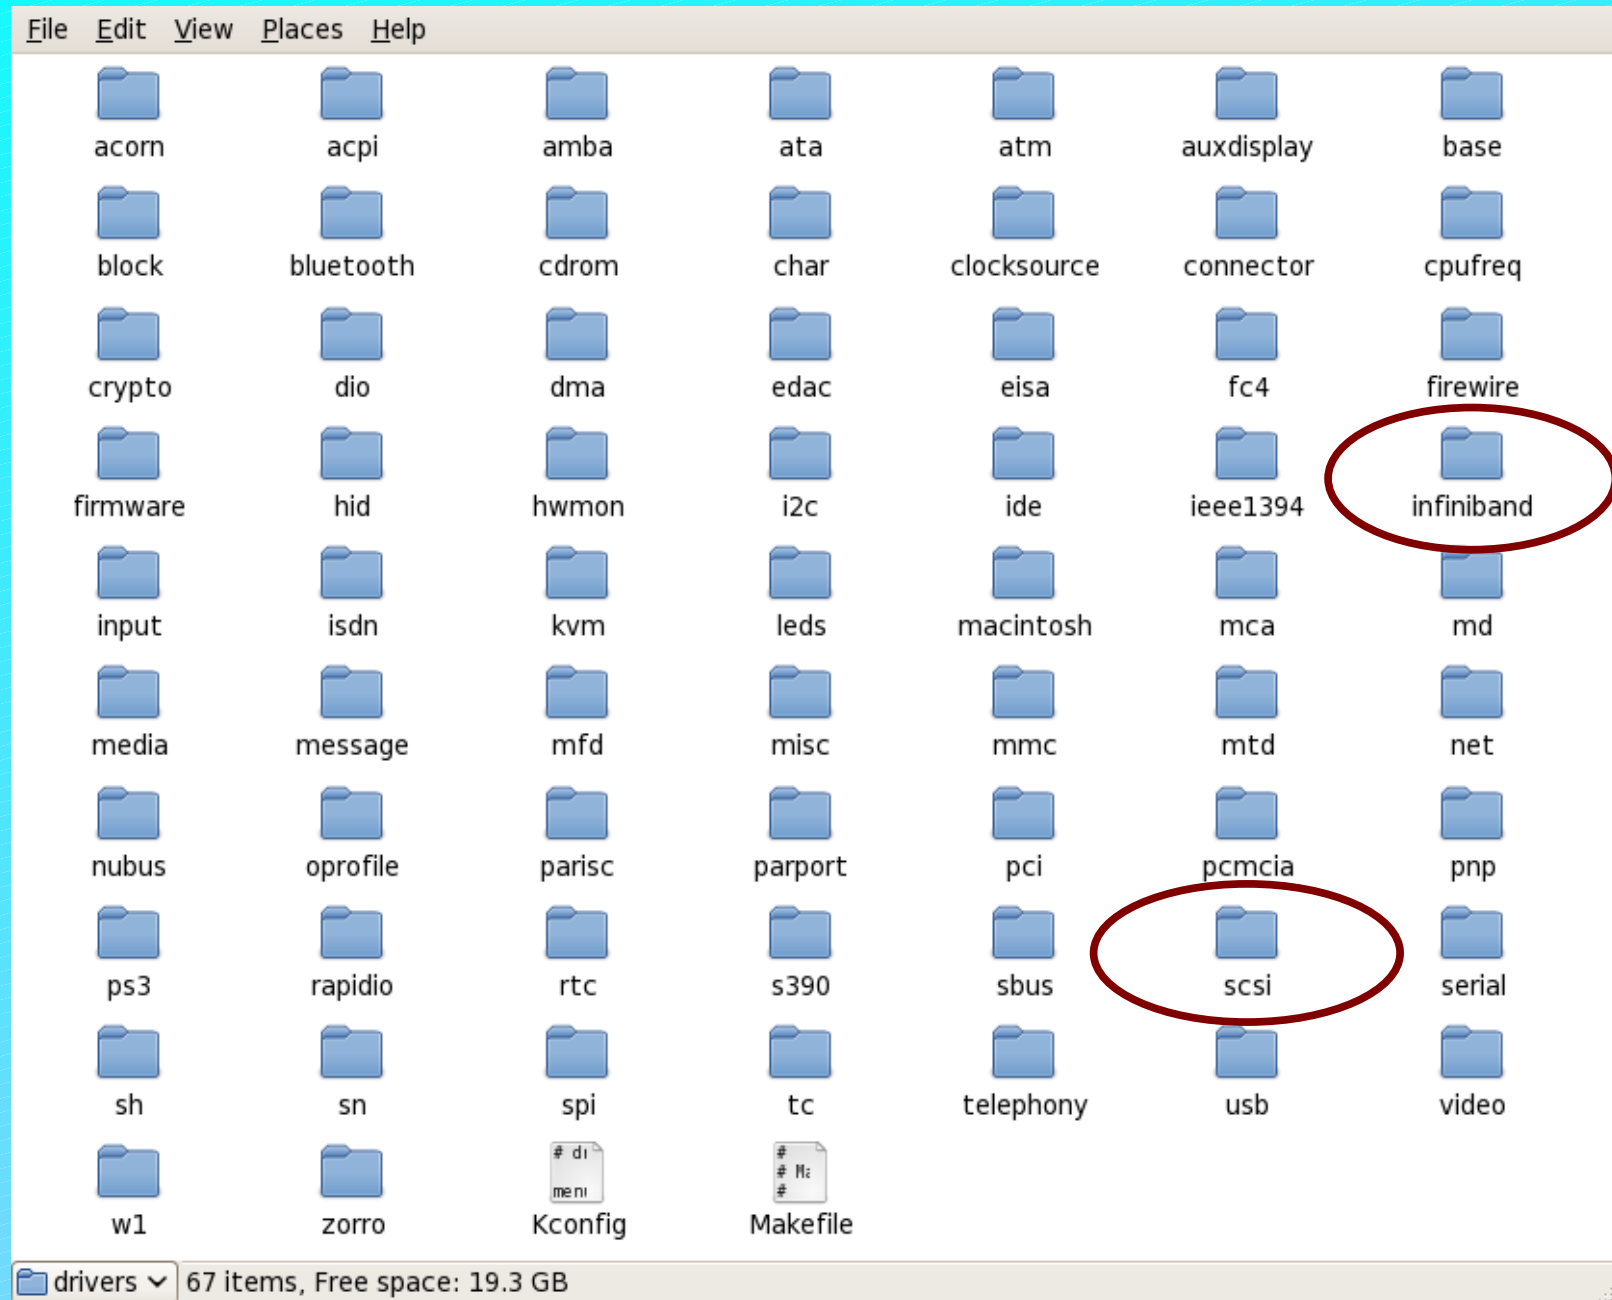 File Edit View Places Help
acorn acpi amba ata atm auxdisplay base
block bluetooth cdrom char clocksource connector cpufreq
crypto dio dma edac eisa fc4 firewire
firmware hid hwmon i2c ide ieee1394 infiniband
input isdn kvm leds macintosh mca md
media message mfd misc mmc mtd net
nubus oprofile parisc parport pci pcmcia pnp
ps3 rapidio rtc s390 sbus scsi serial
sh sn spi tc telephony usb video
# #
# Ma
#
w1 zorro Kconfig Makefile
drivers 67 items, Free space: 19.3 GB